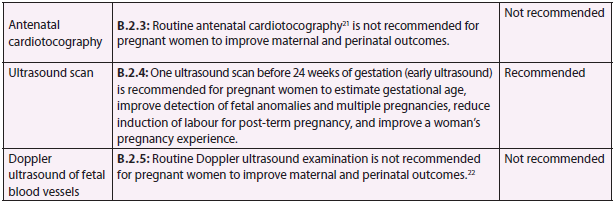 Antenatal cardiotocography
B.2.3: Routine antenatal cardiotocography²¹ is not recommended for
pregnant women to improve maternal and perinatal outcomes.
Not recommended
Ultrasound scan
B.2.4: One ultrasound scan before 24 weeks of gestation (early ultrasound)
is recommended for pregnant women to estimate gestational age,
improve detection of fetal anomalies and multiple pregnancies, reduce
induction of labour for post-term pregnancy, and improve a woman's
pregnancy experience.
Recommended
Doppler
ultrasound of fetal
blood vessels
B.2.5: Routine Doppler ultrasound examination is not recommended
for pregnant women to improve maternal and perinatal outcomes.²²
Not recommended